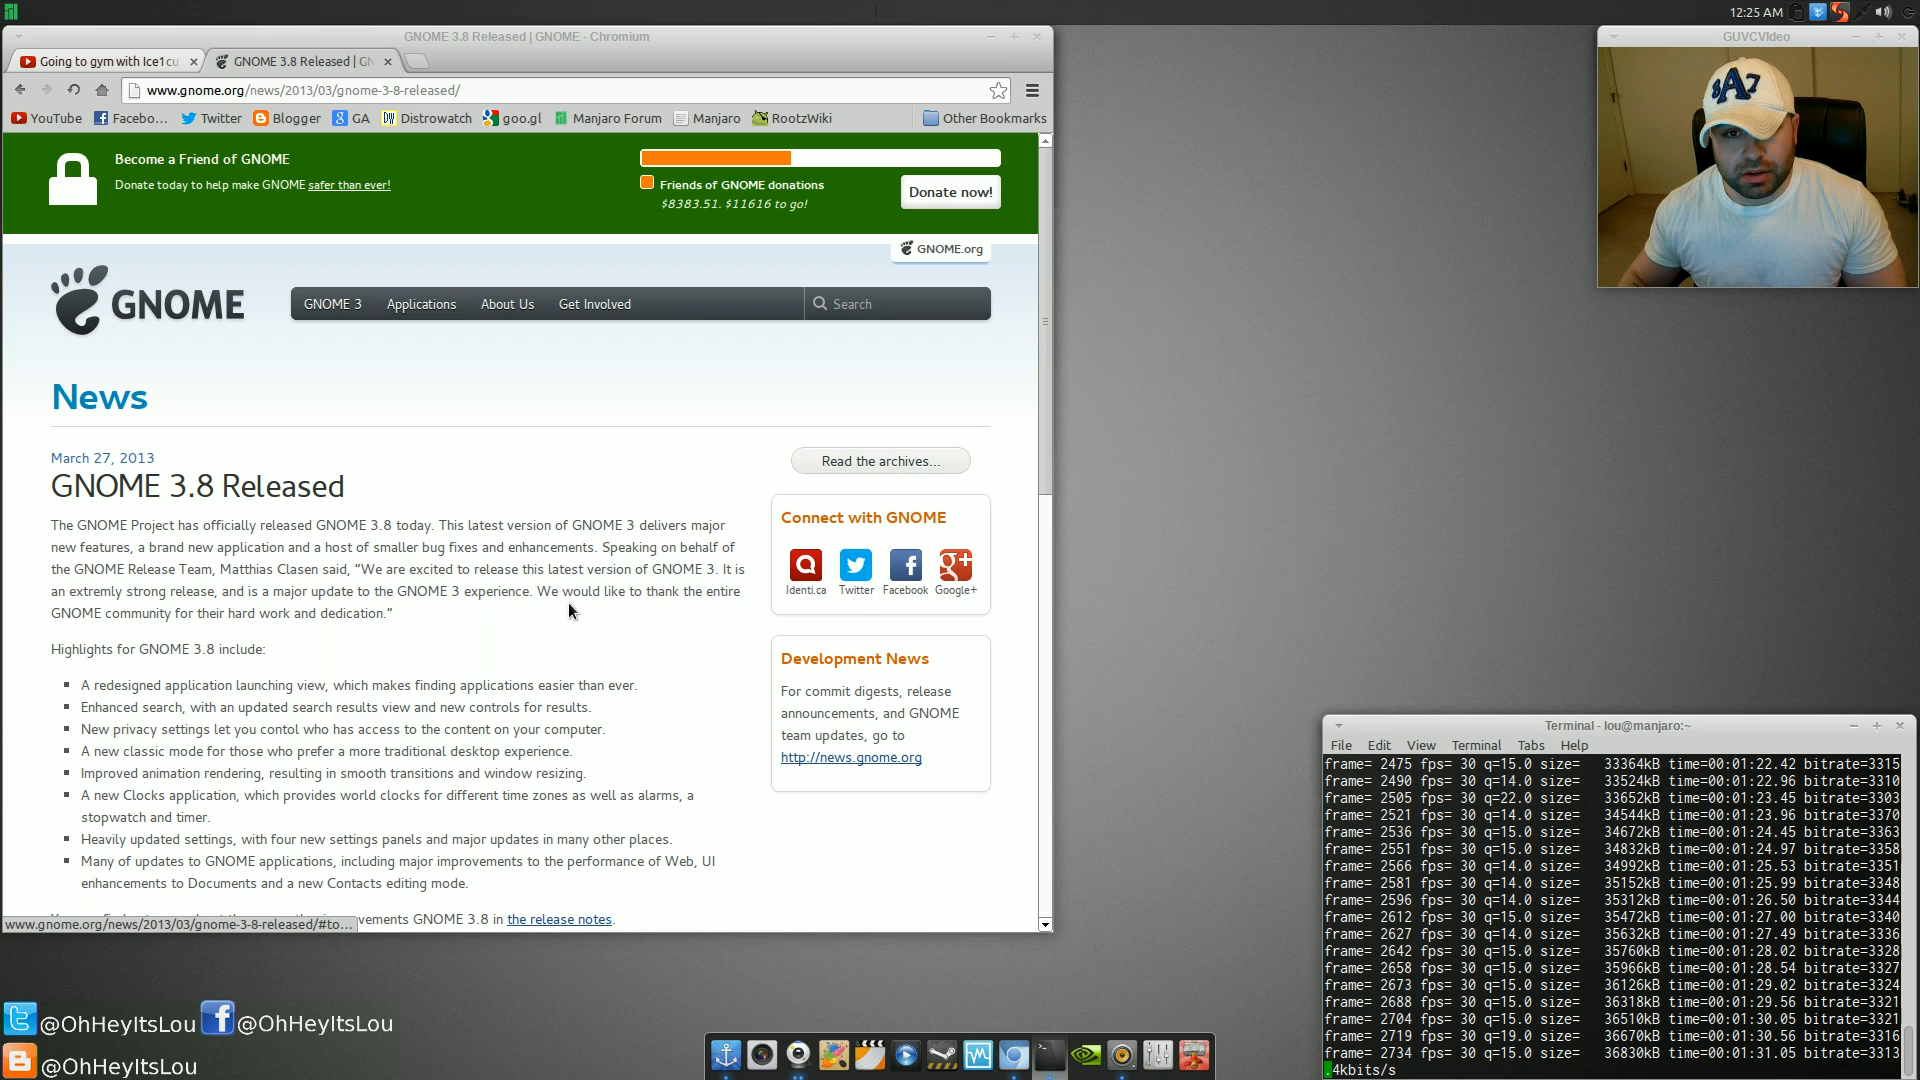 12:25 AM
GNOME 3.8 Released | GNOME - Chromium
Going to gym with Ice1cu
GNOME 3.8 Released | GN
www.gnome.org/news/2013/03/gnome-3-8-released/
YouTube Facebo... Twitter Blogger GA Distrowatch goo.gl Manjaro Forum Manjaro RootzWiki Other Bookmarks
Become a Friend of GNOME
Donate today to help make GNOME safer than ever!
Friends of GNOME donations
$8383.51. $11616 to go!
Donate now!
GNOME.org
GNOME
GNOME 3 Applications About Us Get Involved Search
News
March 27, 2013
GNOME 3.8 Released
The GNOME Project has officially released GNOME 3.8 today. This latest version of GNOME 3 delivers major
new features, a brand new application and a host of smaller bug fixes and enhancements. Speaking on behalf of
the GNOME Release Team, Matthias Clasen said, “We are excited to release this latest version of GNOME 3. It is
an extremly strong release, and is a major update to the GNOME 3 experience. We would like to thank the entire
GNOME community for their hard work and dedication.”
Highlights for GNOME 3.8 include:
A redesigned application launching view, which makes finding applications easier than ever.
Enhanced search, with an updated search results view and new controls for results.
New privacy settings let you contol who has access to the content on your computer.
A new classic mode for those who prefer a more traditional desktop experience.
Improved animation rendering, resulting in smooth transitions and window resizing.
A new Clocks application, which provides world clocks for different time zones as well as alarms, a
stopwatch and timer.
Heavily updated settings, with four new settings panels and major updates in many other places.
Many of updates to GNOME applications, including major improvements to the performance of Web, UI
enhancements to Documents and a new Contacts editing mode.
vements GNOME 3.8 in the release notes.
www.gnome.org/news/2013/03/gnome-3-8-released/#to...
Read the archives...
Connect with GNOME
Identi.ca Twitter Facebook Google+
Development News
For commit digests, release
announcements, and GNOME
team updates, go to
http://news.gnome.org
GUVCVIdeo
A7
Terminal - lou@manjaro:~
File Edit View Terminal Tabs Help
frame= 2475 fps= 30 q=15.0 size= 33364kB time=00:01:22.42 bitrate=3315
frame= 2490 fps= 30 q=14.0 size= 33524kB time=00:01:22.96 bitrate=3310
frame= 2505 fps= 30 q=22.0 size= 33652kB time=00:01:23.45 bitrate=3303
frame= 2521 fps= 30 q=14.0 size= 34544kB time=00:01:23.96 bitrate=3370
frame= 2536 fps= 30 q=15.0 size= 34672kB time=00:01:24.45 bitrate=3363
frame= 2551 fps= 30 q=15.0 size= 34832kB time=00:01:24.97 bitrate=3358
frame= 2566 fps= 30 q=14.0 size= 34992kB time=00:01:25.53 bitrate=3351
frame= 2581 fps= 30 q=14.0 size= 35152kB time=00:01:25.99 bitrate=3348
frame= 2596 fps= 30 q=14.0 size= 35312kB time=00:01:26.50 bitrate=3344
frame= 2612 fps= 30 q=15.0 size= 35472kB time=00:01:27.00 bitrate=3340
frame= 2627 fps= 30 q=14.0 size= 35632kB time=00:01:27.49 bitrate=3336
frame= 2642 fps= 30 q=15.0 size= 35760kB time=00:01:28.02 bitrate=3328
frame= 2658 fps= 30 q=15.0 size= 35966kB time=00:01:28.54 bitrate=3327
frame= 2673 fps= 30 q=15.0 size= 36126kB time=00:01:29.02 bitrate=3324
frame= 2688 fps= 30 q=15.0 size= 36318kB time=00:01:29.56 bitrate=3321
frame= 2704 fps= 30 q=15.0 size= 36510kB time=00:01:30.05 bitrate=3321
frame= 2719 fps= 30 q=19.0 size= 36670kB time=00:01:30.56 bitrate=3316
frame= 2734 fps= 30 q=15.0 size= 36830kB time=00:01:31.05 bitrate=3313
.4kbits/s
@OhHeyItsLou @OhHeyItsLou
@OhHeyItsLou